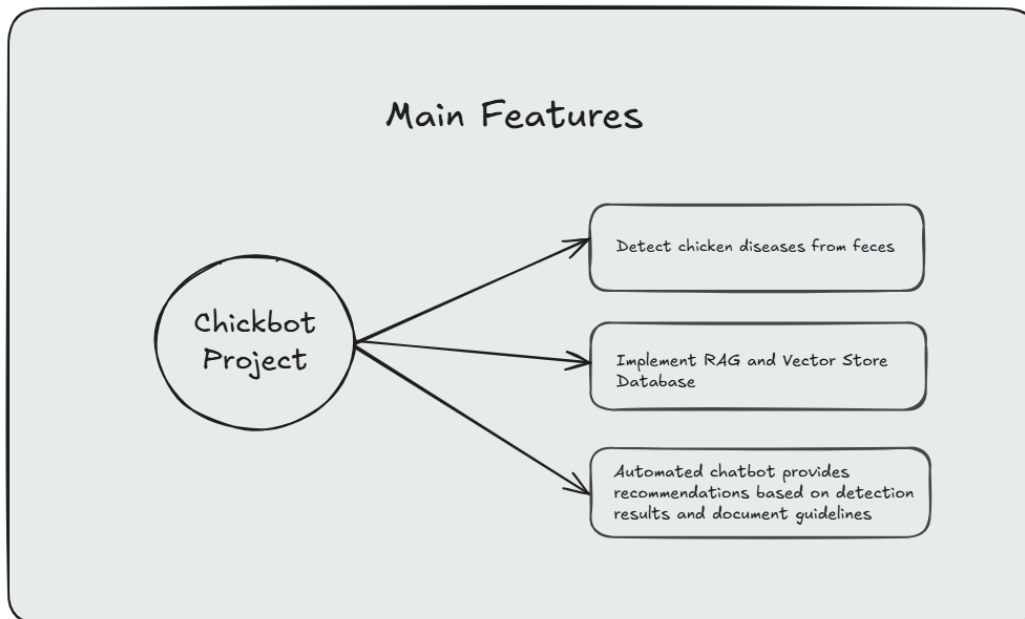 Main Features
Chickbot
Project
Detect chicken diseases from feces
Implement RAG and Vector Store
Database
Automated chatbot provides
recommendations based on detection
results and document guidelines